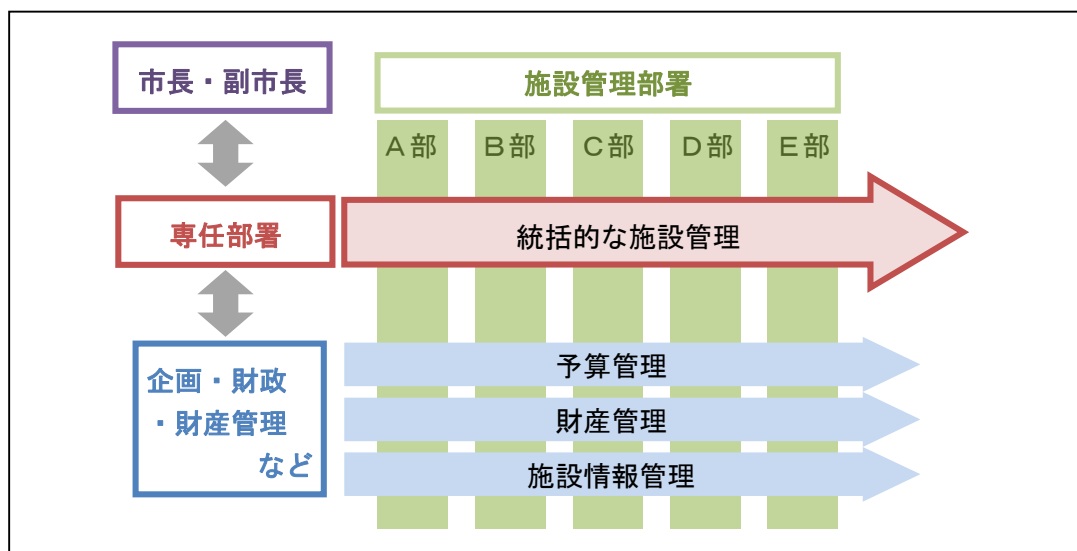 市長・副市長
施設管理部署
A部 B部 C部 D部 E部
専任部署
統括的な施設管理
企画・財政
・財産管理
など
予算管理
財産管理
施設情報管理